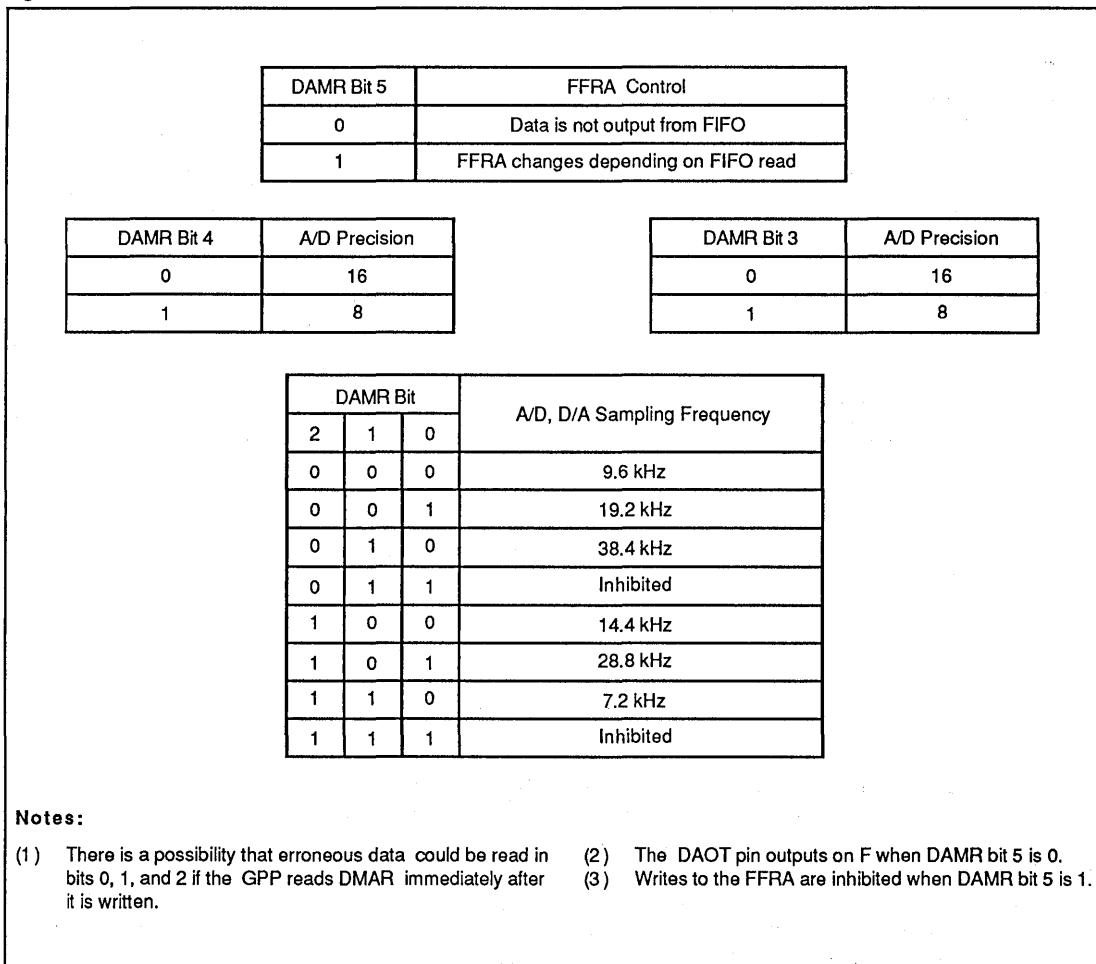 DAMR Bit 5 FFRA Control
0 Data is not output from FIFO
1 FFRA changes depending on FIFO read
DAMR Bit 4 A/D Precision
0 16
1 8
DAMR Bit 3 A/D Precision
0 16
1 8
DAMR Bit A/D, D/A Sampling Frequency
2 1 0
0 0 0 9.6 kHz
0 0 1 19.2 kHz
0 1 0 38.4 kHz
0 1 1 Inhibited
1 0 0 14.4 kHz
1 0 1 28.8 kHz
1 1 0 7.2 kHz
1 1 1 Inhibited
Notes:
(1) There is a possibility that erroneous data could be read in
bits 0, 1, and 2 if the GPP reads DMAR immediately after
it is written.
(2) The DAOT pin outputs on F when DAMR bit 5 is 0.
(3) Writes to the FFRA are inhibited when DAMR bit 5 is 1.